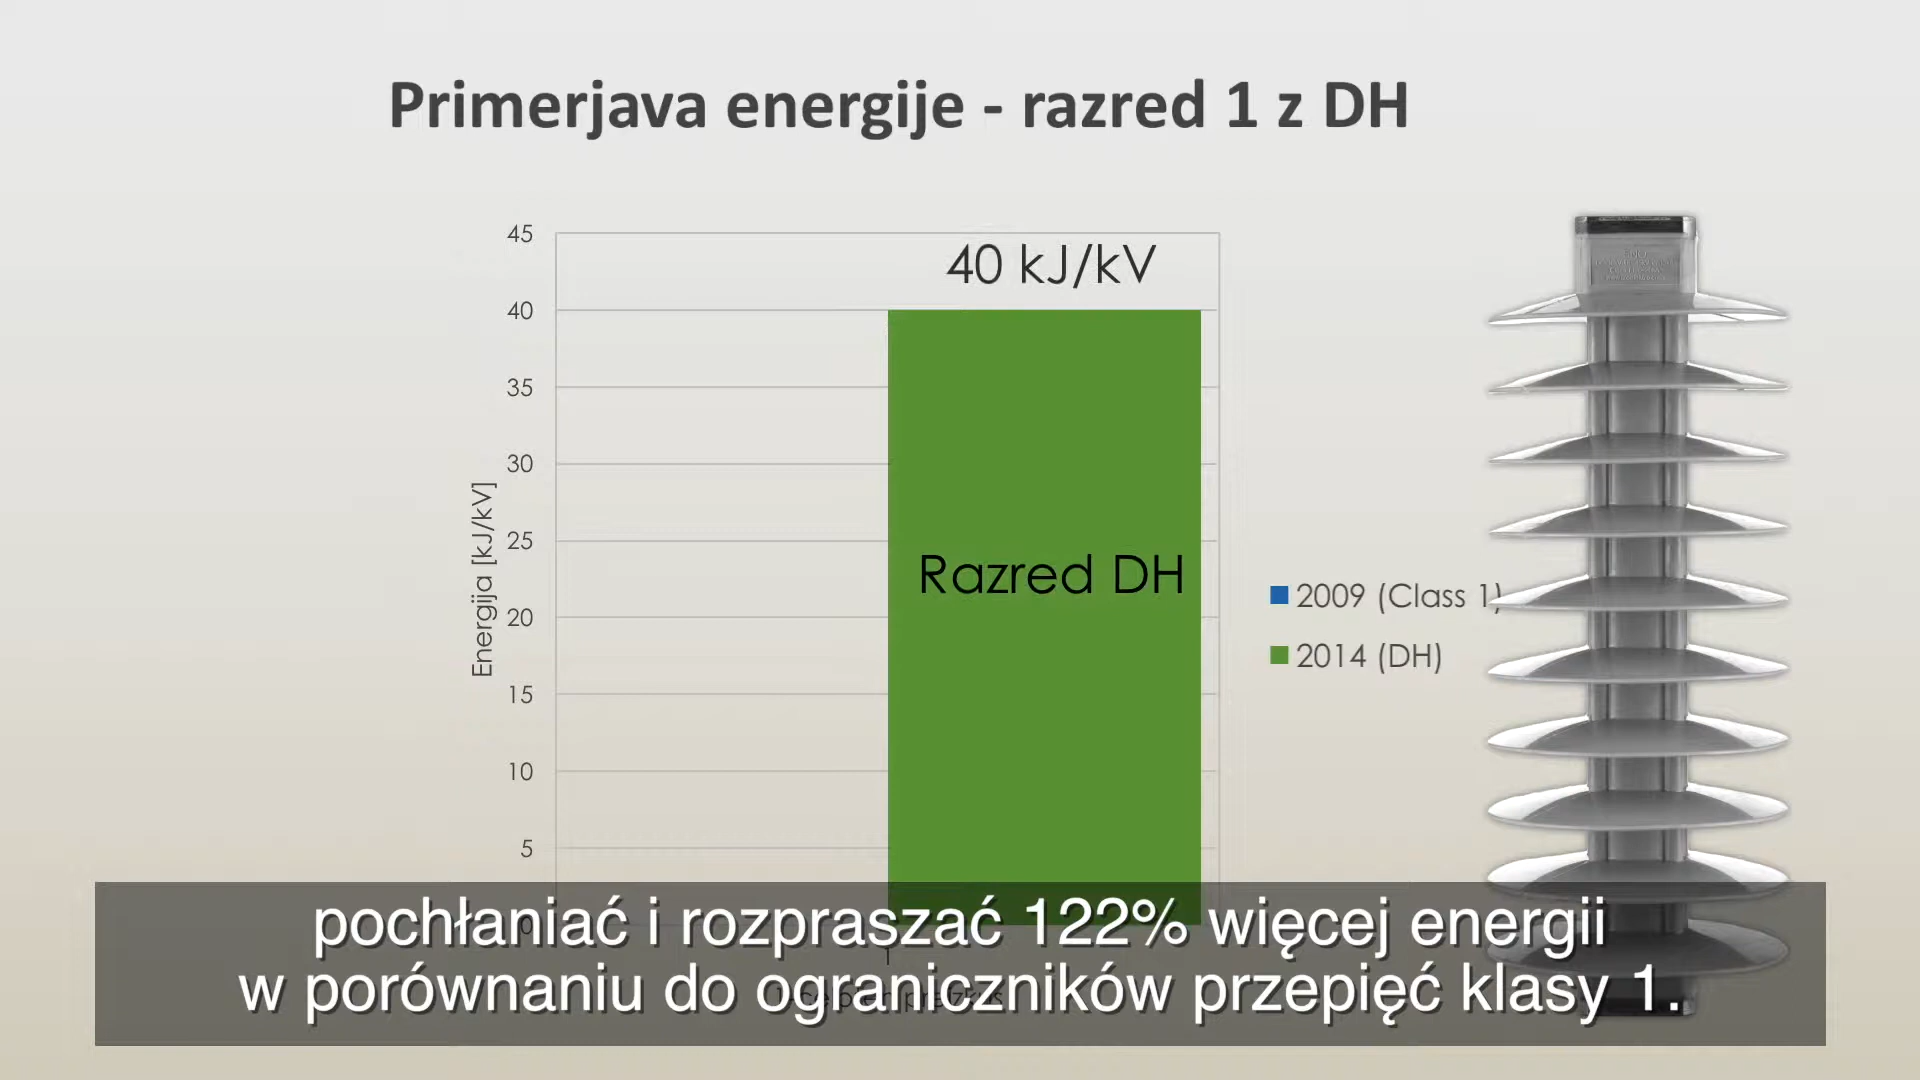 Primerjava energije - razred 1 z DH
45
40 kJ/kV
40
35
30
25
20
15
10
5
0
Energija [kJ/kV]
Razred DH
2009 (Class 1)
2014 (DH)
1
pochłaniać i rozpraszać 122% więcej energii
w porównaniu do ograniczników przepięć klasy 1.